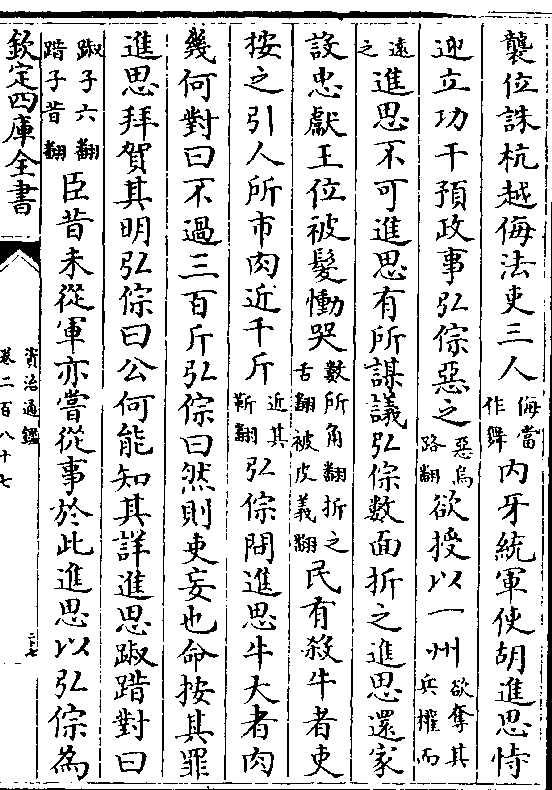 襲位誅杭越侮法吏三人侮當作舞内牙統軍使胡進思恃
迎立功干預政事弘倧惡之惡烏路翻欲授以一州欲奪其兵權而
遠之進思不可進思有所謀議弘倧數面折之進思還家
設忠獻王位被髮慟哭數所角翻折之舌翻被皮義翻民有殺牛者吏
按之引人所市肉近千斤近其靳翻弘倧問進思牛大者肉
幾何對曰不過三百斤弘倧曰然則吏妄也命按其罪
進思拜賀其明弘倧曰公何能知其詳進思踧踖對曰
踧子六翻踖子昔翻臣昔未從軍亦嘗從事於此進思以弘倧為
欽定四庫全書
資治通鑑
卷二百八十七